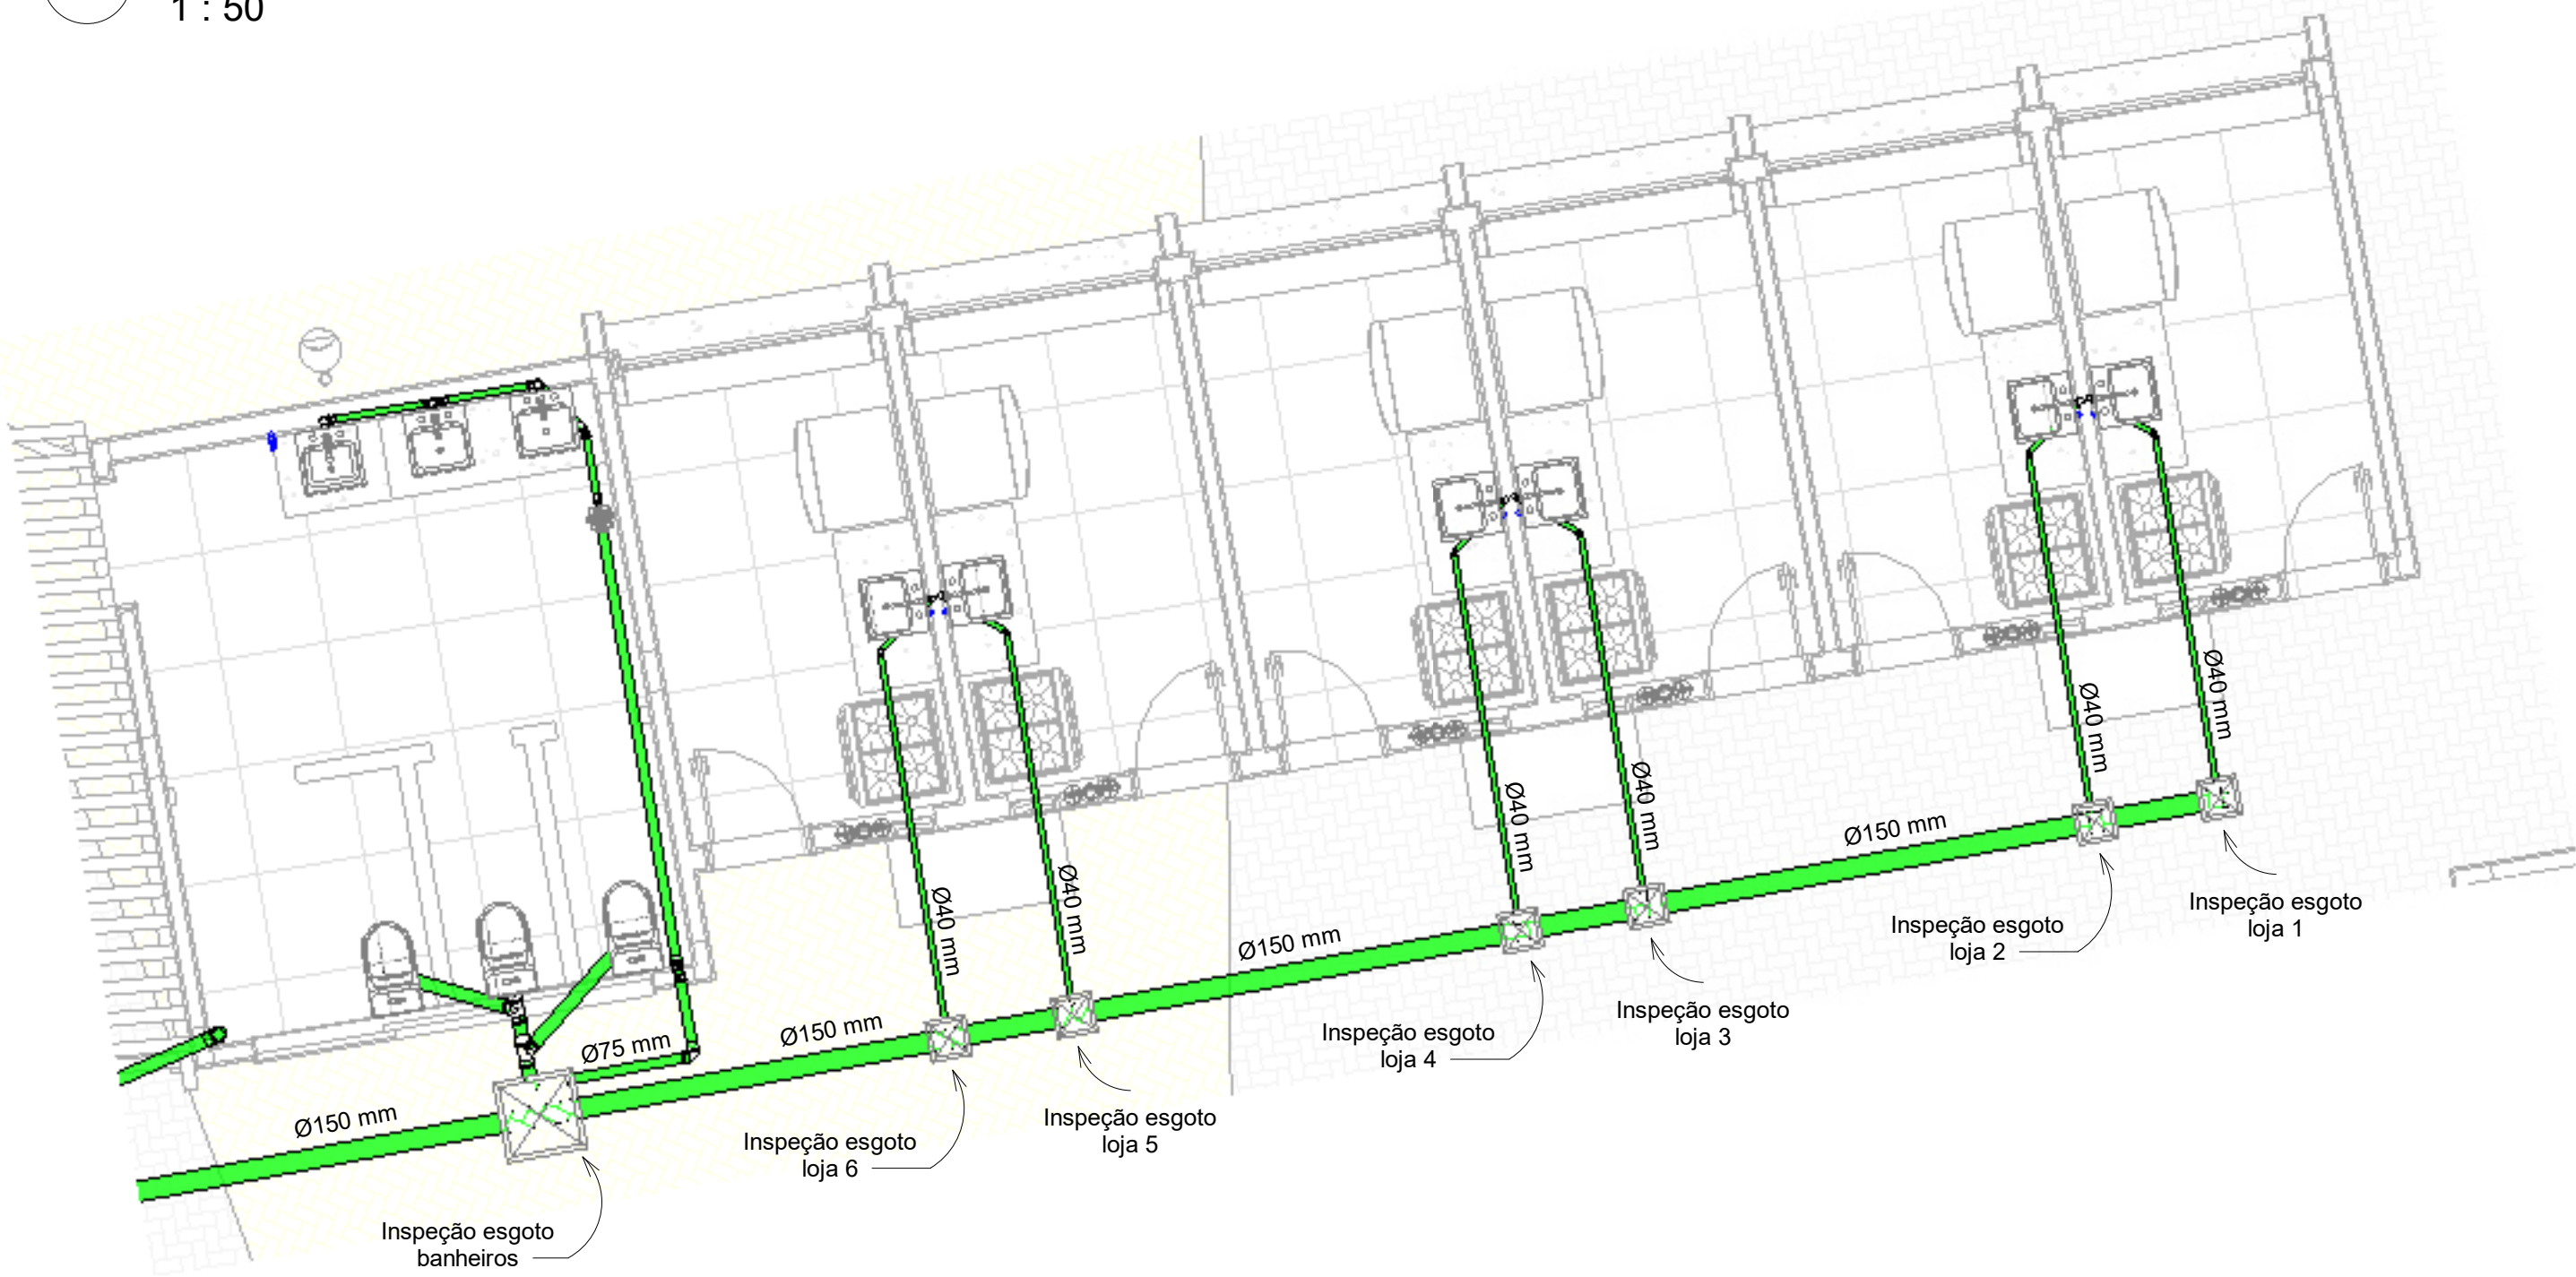 1 : 50
Ø40 mm
Ø40 mm
Ø150 mm
Inspeção esgoto
loja 1
Inspeção esgoto
loja 2
Ø40 mm
Ø40 mm
Ø150 mm
Inspeção esgoto
loja 3
Inspeção esgoto
loja 4
Ø40 mm
Ø40 mm
Ø150 mm
Ø75 mm
Inspeção esgoto
loja 5
Inspeção esgoto
loja 6
Ø150 mm
Inspeção esgoto
banheiros